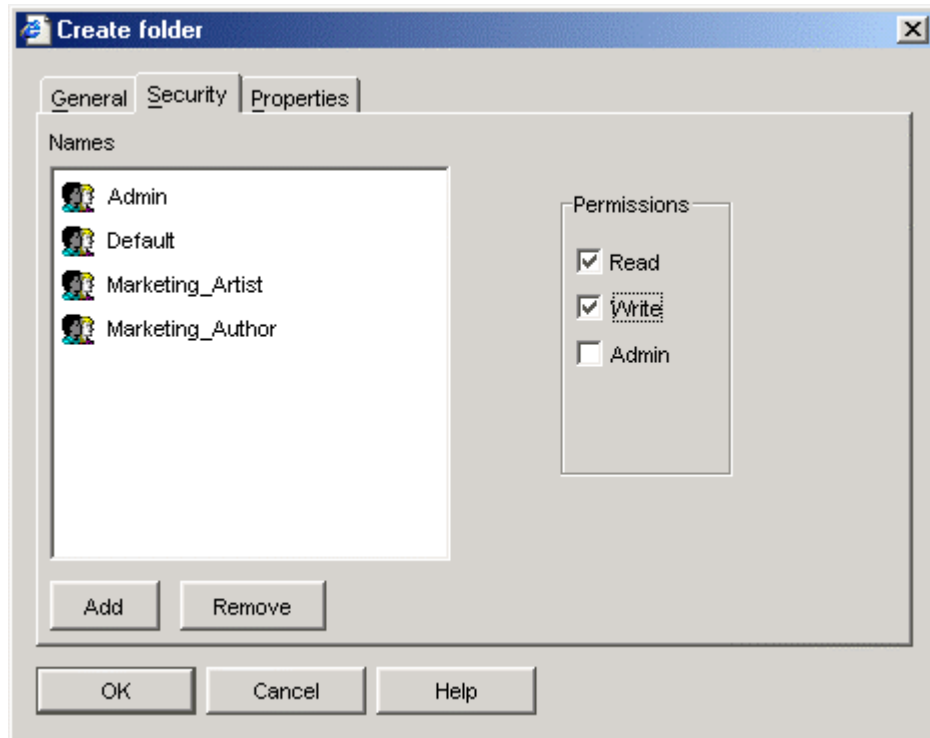 Create folder
General Security Properties
Names
Admin
Default
Marketing_Artist
Marketing_Author
Permissions
Read
Write
Admin
Add Remove
OK Cancel Help